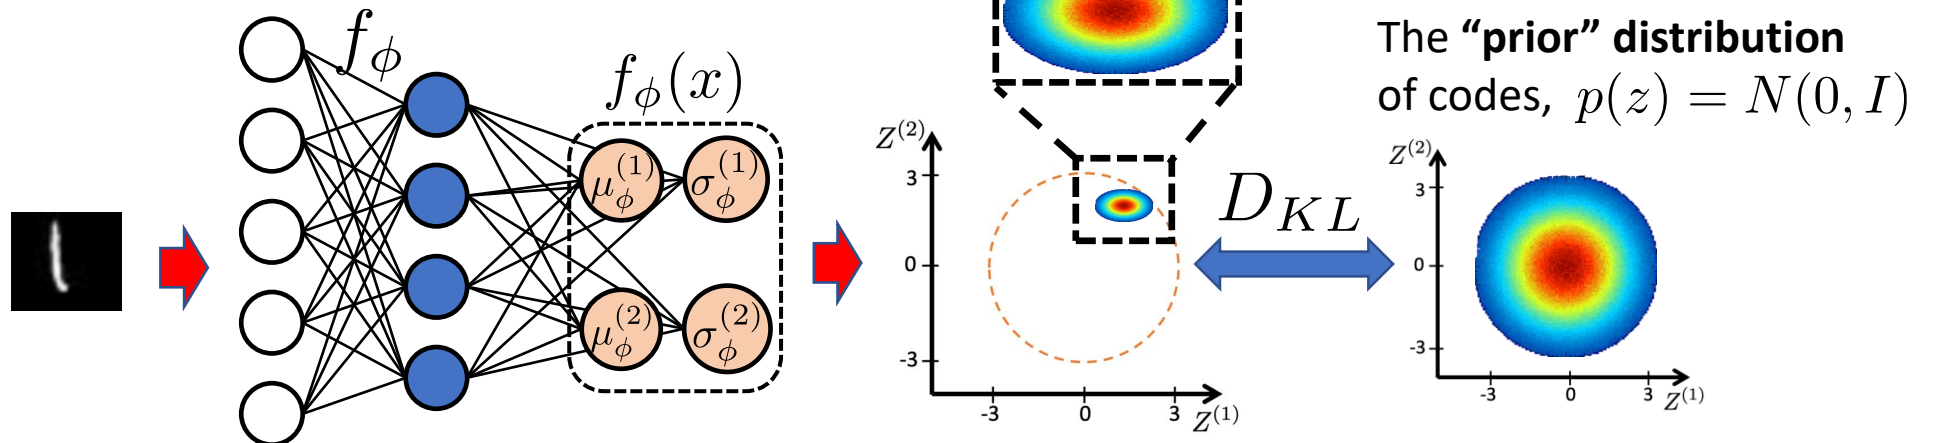 The “prior” distribution
of codes, p(z) = N(0, I)
f_ϕ
f_ϕ(x)
μ_ϕ^(1) σ_ϕ^(1)
μ_ϕ^(2) σ_ϕ^(2)
Z^(2)
3
0
-3
-3 0 3 Z^(1)
D_KL
Z^(2)
3
0
-3
-3 0 3 Z^(1)